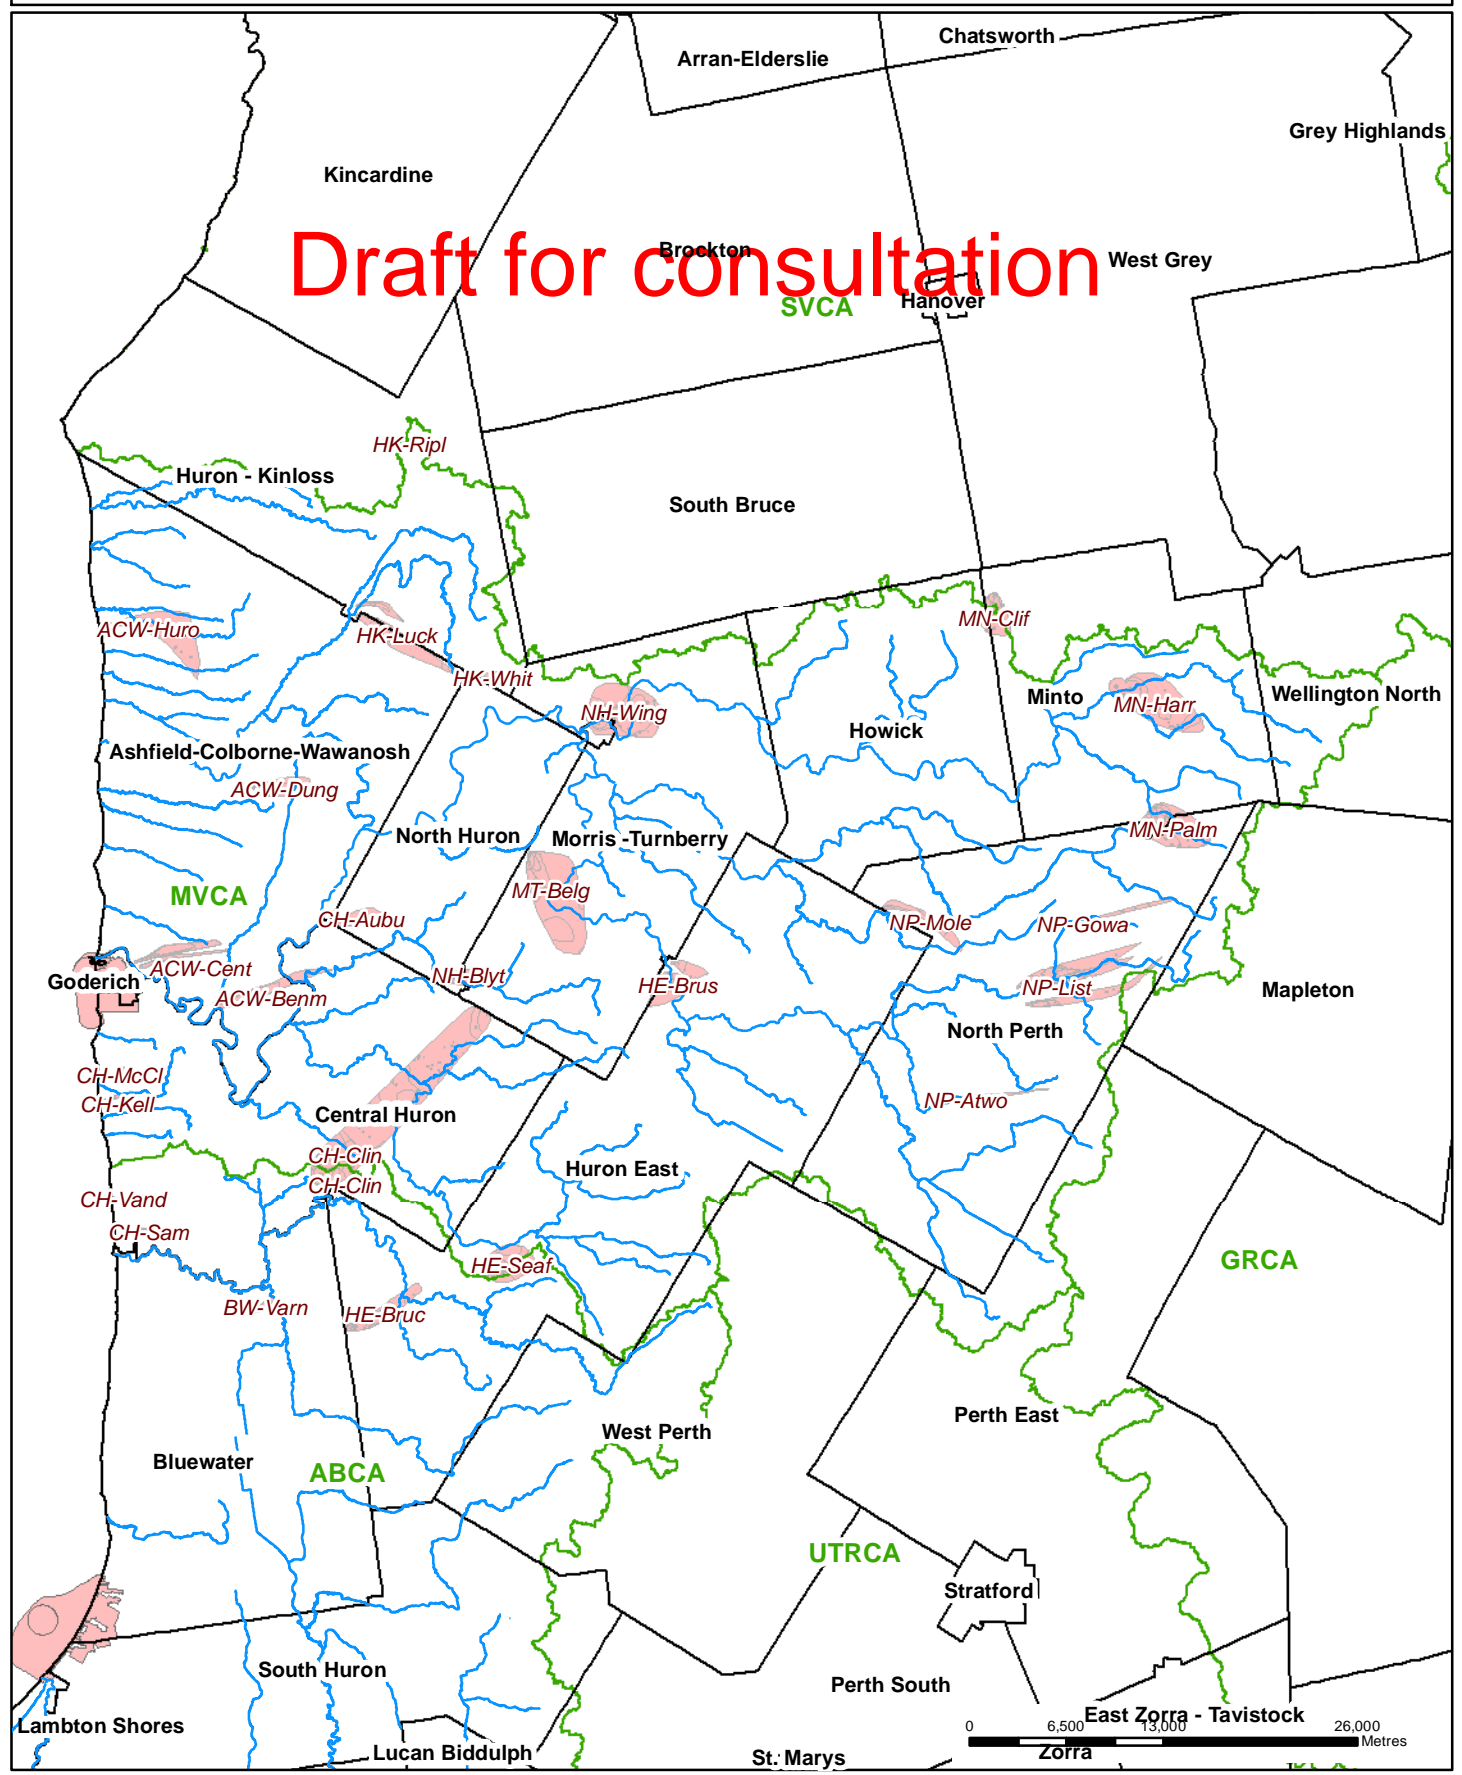 Chatsworth
Arran-Elderslie
Grey Highlands
Kincardine
Draft for consultation
Brockton
West Grey
SVCA
Hanover
HK-Ripl
Huron - Kinloss
South Bruce
ACW-Huro
HK-Luck
MN-Clif
HK-Whit
NH-Wing
Minto
MN-Harr
Wellington North
Howick
Ashfield-Colborne-Wawanosh
ACW-Dung
North Huron
Morris -Turnberry
MN-Palm
MVCA
MT-Belg
CH-Aubu
NP-Mole
NP-Gowa
ACW-Cent
Goderich
NH-Blyt
HE-Brus
NP-List
Mapleton
ACW-Benm
North Perth
CH-McCl
CH-Kell
Central Huron
NP-Atwo
CH-Clin
Huron East
CH-Clin
CH-Vand
CH-Sam
HE-Seaf
GRCA
BW-Varn
HE-Bruc
Perth East
West Perth
Bluewater
ABCA
UTRCA
Stratford
South Huron
Perth South
East Zorra - Tavistock
Lambton Shores
0 6,500 13,000 26,000
Metres
Lucan Biddulph
St. Marys
Zorra